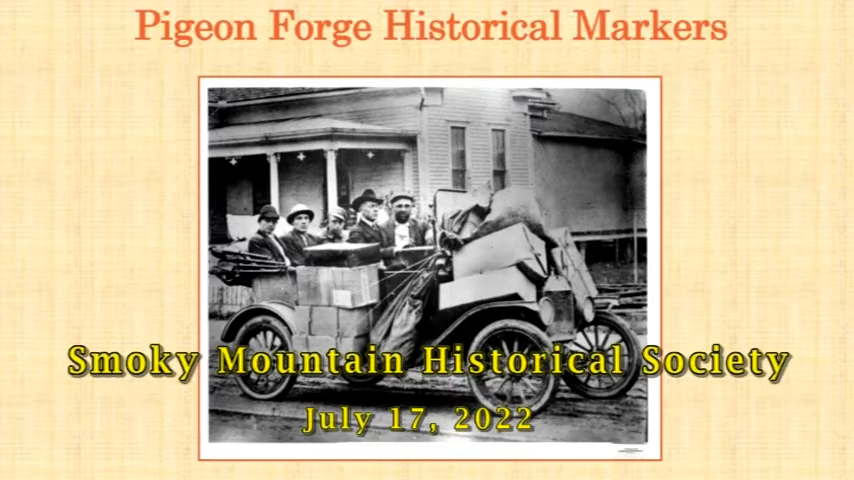 Pigeon Forge Historical Markers
Smoky Mountain Historical Society
July 17, 2022